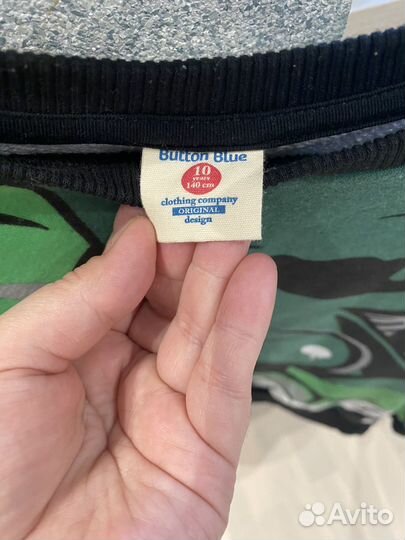 Button Blue
10
years
140 cm
clothing company
ORIGINAL
design
Avito